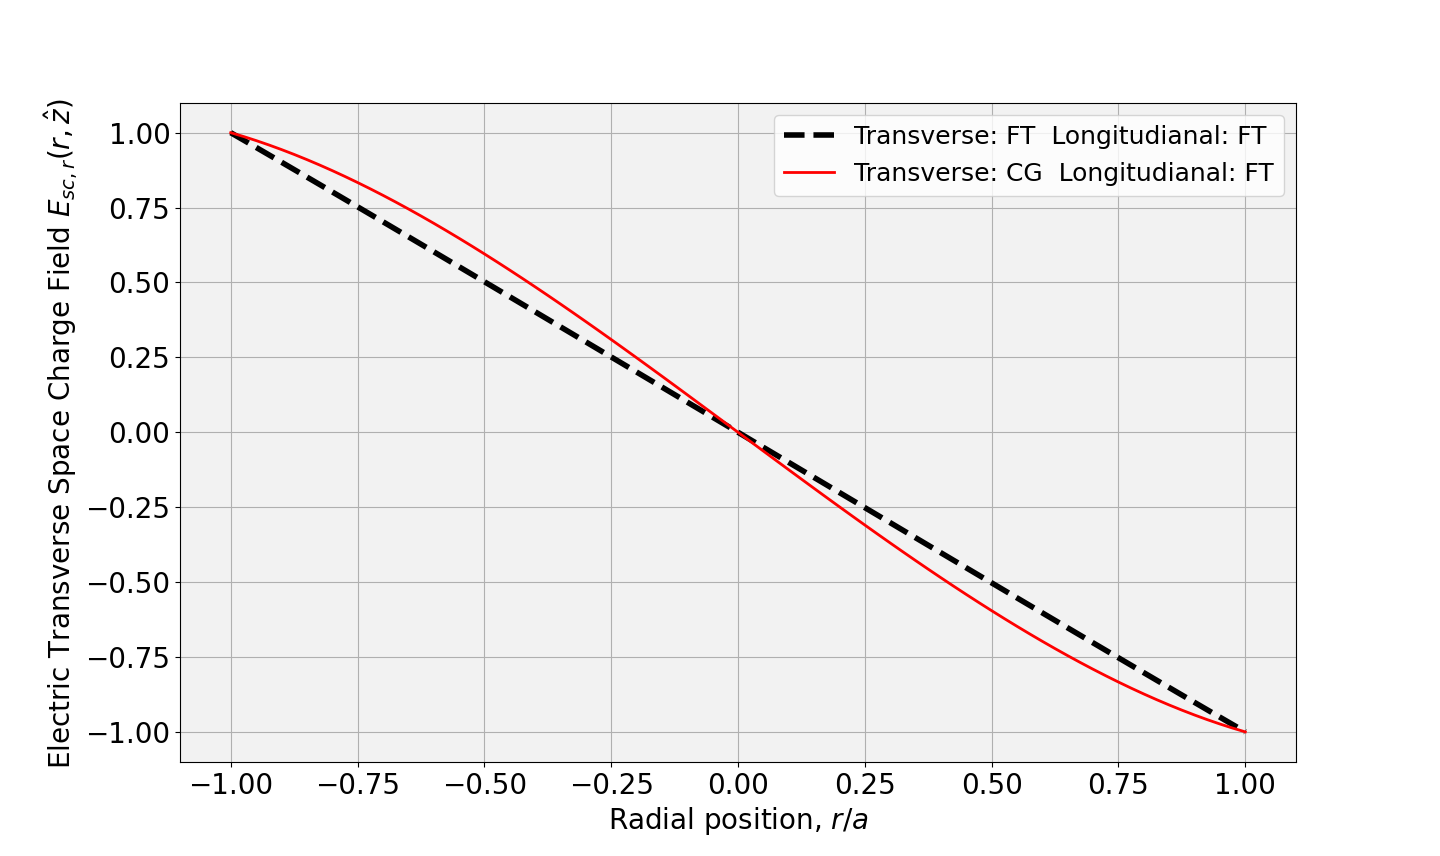 Electric Transverse Space Charge Field E_{sc,r}(r, ẑ)
1.00
0.75
0.50
0.25
0.00
−0.25
−0.50
−0.75
−1.00
Transverse: FT  Longitudianal: FT
Transverse: CG  Longitudianal: FT
−1.00 −0.75 −0.50 −0.25 0.00 0.25 0.50 0.75 1.00
Radial position, r/a